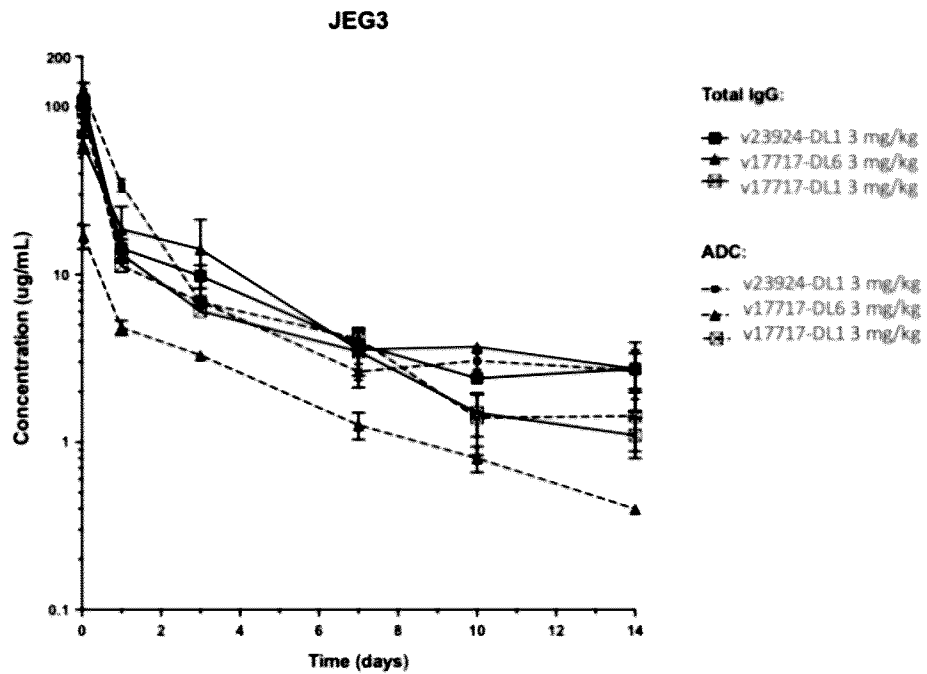 JEG3
200
100
10
1
0.1
Concentration (ug/mL)
0 2 4 6 8 10 12 14
Time (days)
Total IgG:
v23924-DL1 3 mg/kg
v17717-DL6 3 mg/kg
v17717-DL1 3 mg/kg
ADC:
v23924-DL1 3 mg/kg
v17717-DL6 3 mg/kg
v17717-DL1 3 mg/kg